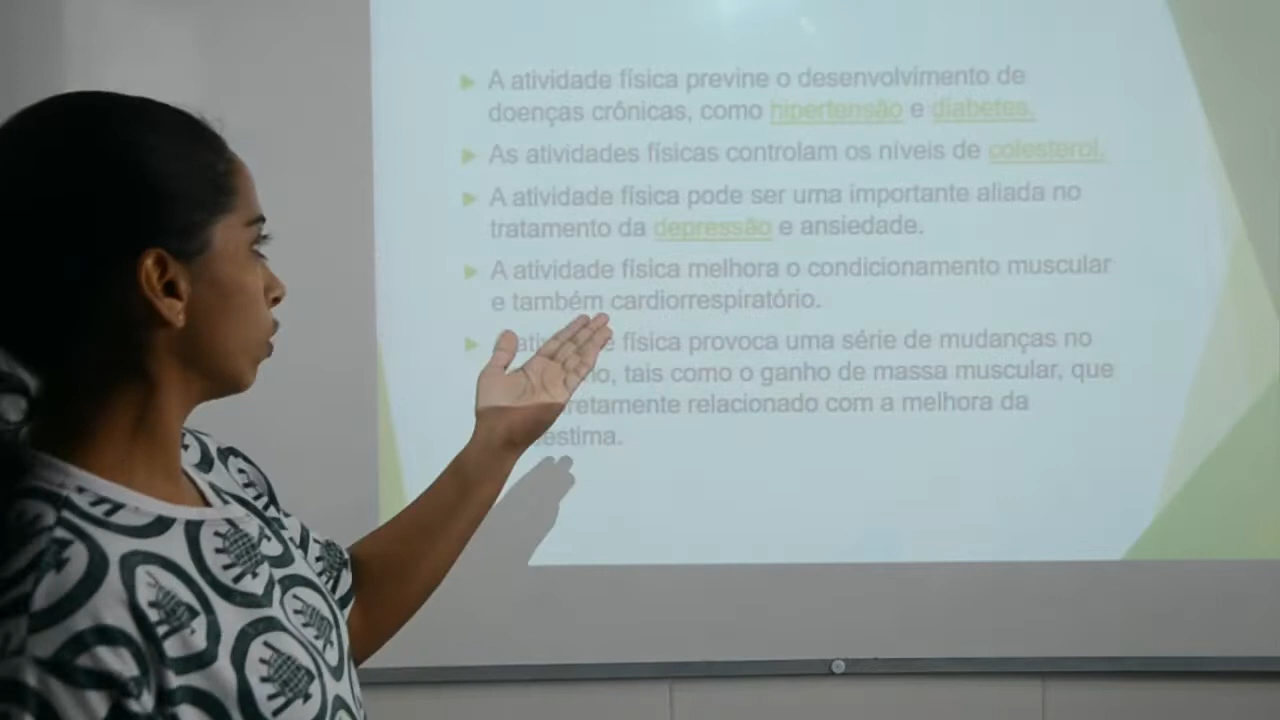 A atividade física previne o desenvolvimento de
doenças crônicas, como hipertensão e diabetes.
As atividades físicas controlam os níveis de colesterol.
A atividade física pode ser uma importante aliada no
tratamento da depressão e ansiedade.
A atividade física melhora o condicionamento muscular
e também cardiorrespiratório.
física provoca uma série de mudanças no
tais como o ganho de massa muscular, que
retamente relacionado com a melhora da
estima.